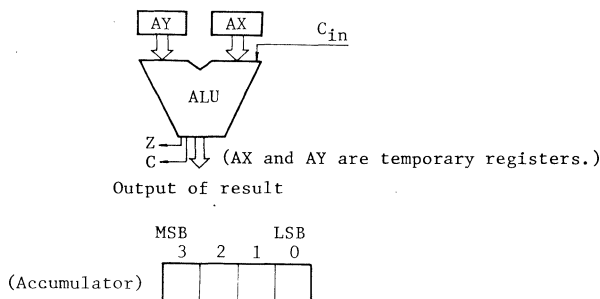 AY AX C_in
ALU
Z
C (AX and AY are temporary registers.)
Output of result
MSB LSB
3 2 1 0
(Accumulator)